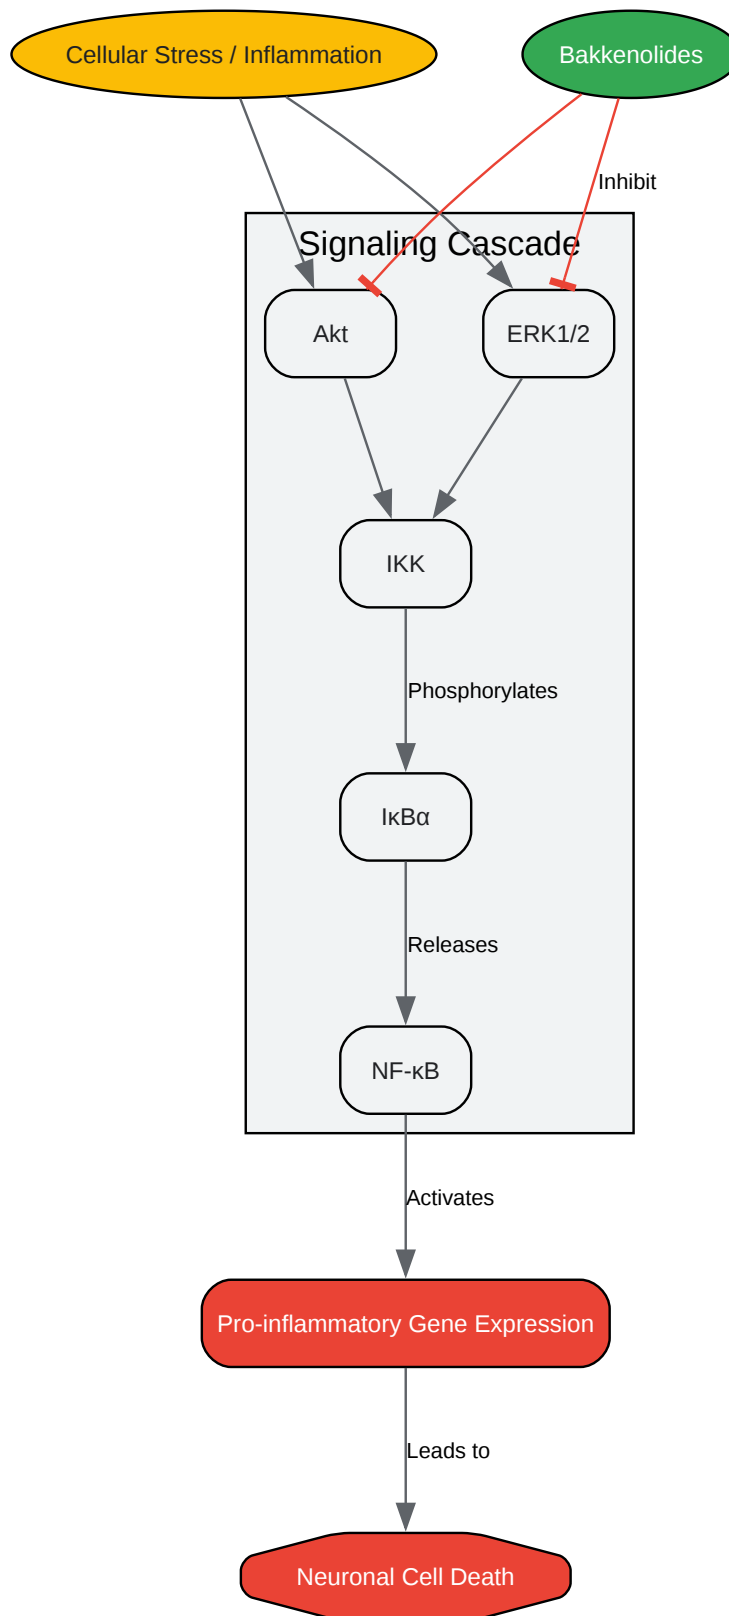 Cellular Stress / Inflammation
Bakkenolides
Inhibit
Signaling Cascade
Akt
ERK1/2
IKK
Phosphorylates
IκBα
Releases
NF-κB
Activates
Pro-inflammatory Gene Expression
Leads to
Neuronal Cell Death